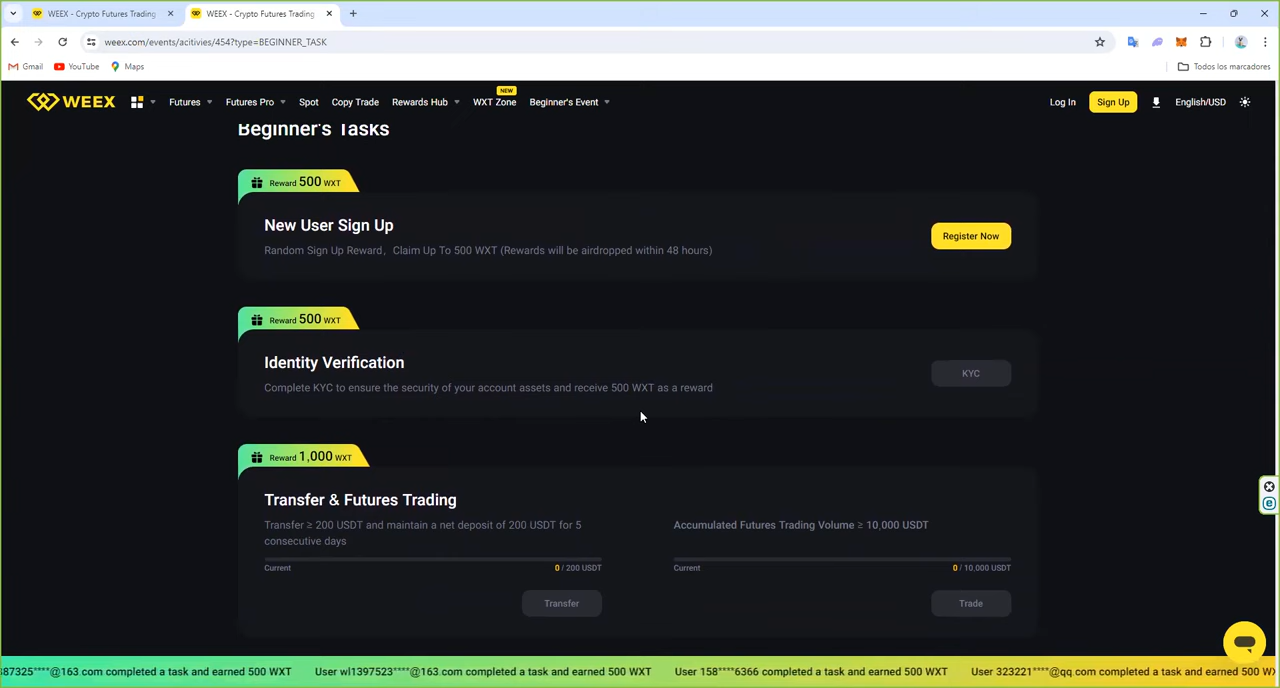 WEEX - Crypto Futures Trading
WEEX - Crypto Futures Trading
weex.com/events/acitivies/454?type=BEGINNER_TASK
Gmail YouTube Maps Todos los marcadores
WEEX Futures Futures Pro Spot Copy Trade Rewards Hub WXT Zone NEW Beginner's Event Log In Sign Up English/USD
Beginner's Tasks
Reward 500 WXT
New User Sign Up
Random Sign Up Reward, Claim Up To 500 WXT (Rewards will be airdropped within 48 hours)
Register Now
Reward 500 WXT
Identity Verification
Complete KYC to ensure the security of your account assets and receive 500 WXT as a reward
KYC
Reward 1,000 WXT
Transfer & Futures Trading
Transfer ≥ 200 USDT and maintain a net deposit of 200 USDT for 5
consecutive days
Current 0 / 200 USDT
Transfer
Accumulated Futures Trading Volume ≥ 10,000 USDT
Current 0 / 10,000 USDT
Trade
387325****@163.com completed a task and earned 500 WXT User wl1397523****@163.com completed a task and earned 500 WXT User 158****6366 completed a task and earned 500 WXT User 323221****@qq.com completed a task and earned 500